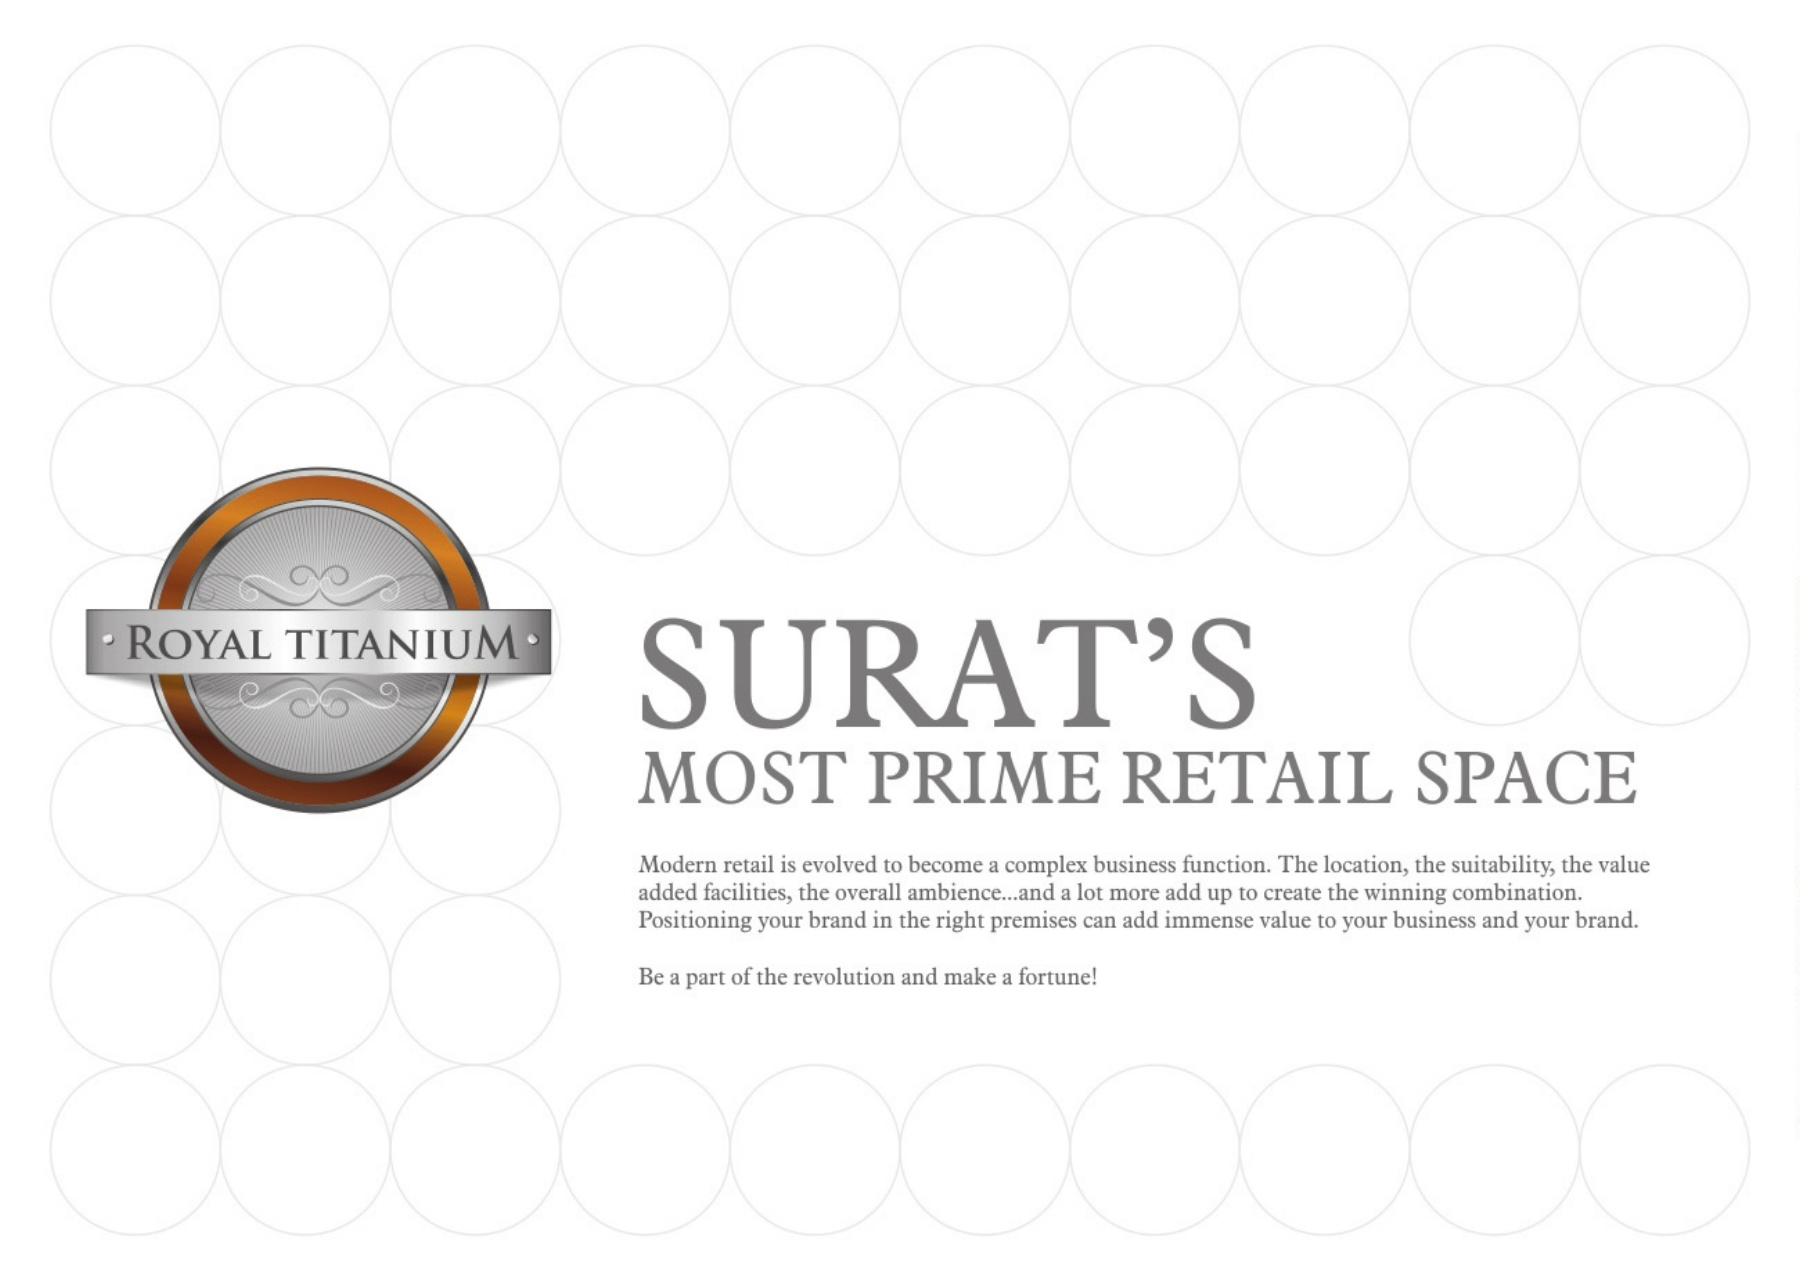 ROYAL TITANIUM
SURAT’S
MOST PRIME RETAIL SPACE
Modern retail is evolved to become a complex business function. The location, the suitability, the value
added facilities, the overall ambience...and a lot more add up to create the winning combination.
Positioning your brand in the right premises can add immense value to your business and your brand.
Be a part of the revolution and make a fortune!